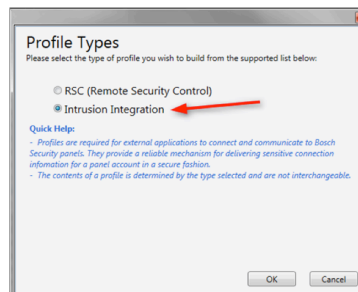 Profile Types
Please select the type of profile you wish to build from the supported list below:
RSC (Remote Security Control)
Intrusion Integration
Quick Help:
- Profiles are required for external applications to connect and communicate to Bosch
Security panels. They provide a reliable mechanism for delivering sensitive connection
infomation for a panel account in a secure fashion.
- The contents of a profile is determined by the type selected and are not interchangeable.
OK
Cancel